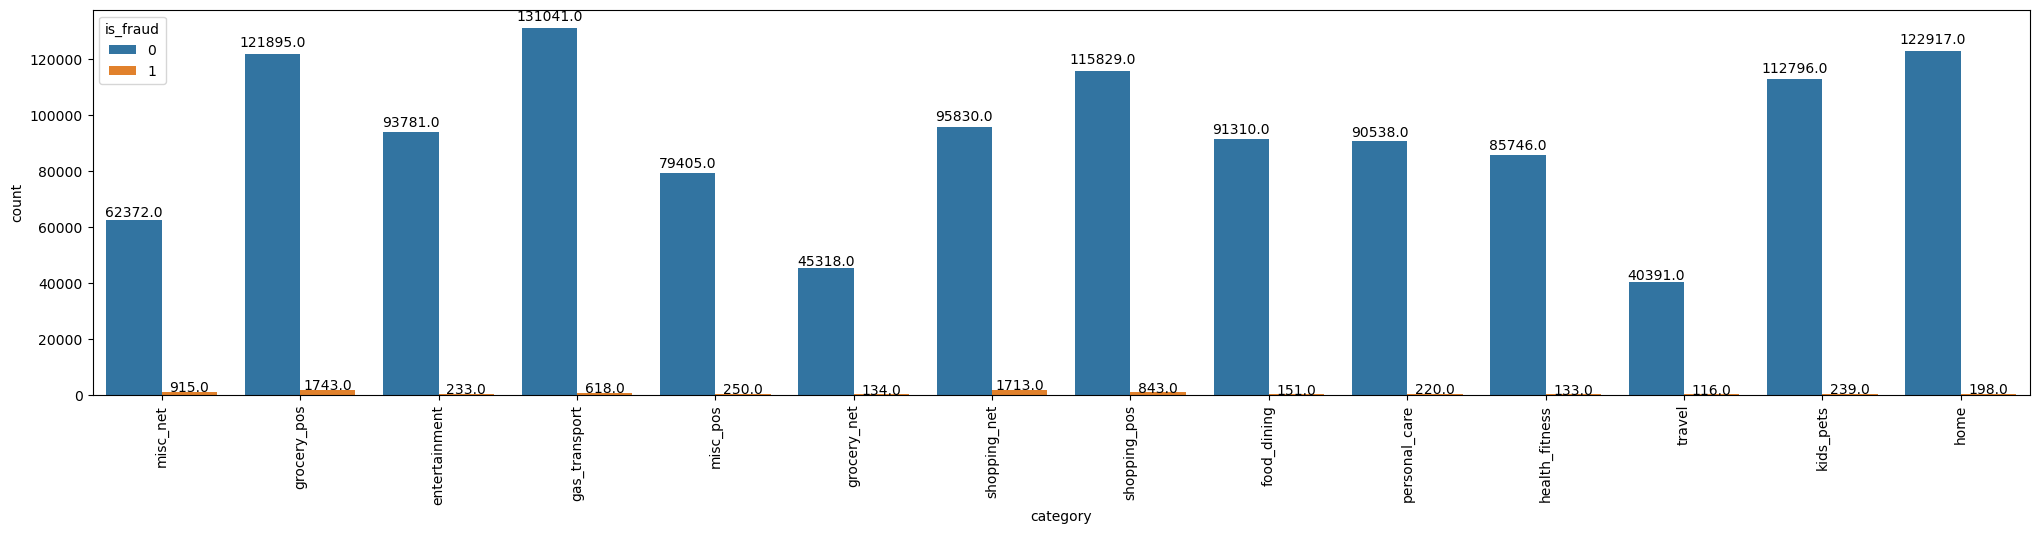 is_fraud
0
1
count
120000
100000
80000
60000
40000
20000
0
62372.0
915.0
121895.0
1743.0
93781.0
233.0
131041.0
618.0
79405.0
250.0
45318.0
134.0
95830.0
1713.0
115829.0
843.0
91310.0
151.0
90538.0
220.0
85746.0
133.0
40391.0
116.0
112796.0
239.0
122917.0
198.0
misc_net
grocery_pos
entertainment
gas_transport
misc_pos
grocery_net
shopping_net
shopping_pos
food_dining
personal_care
health_fitness
travel
kids_pets
home
category